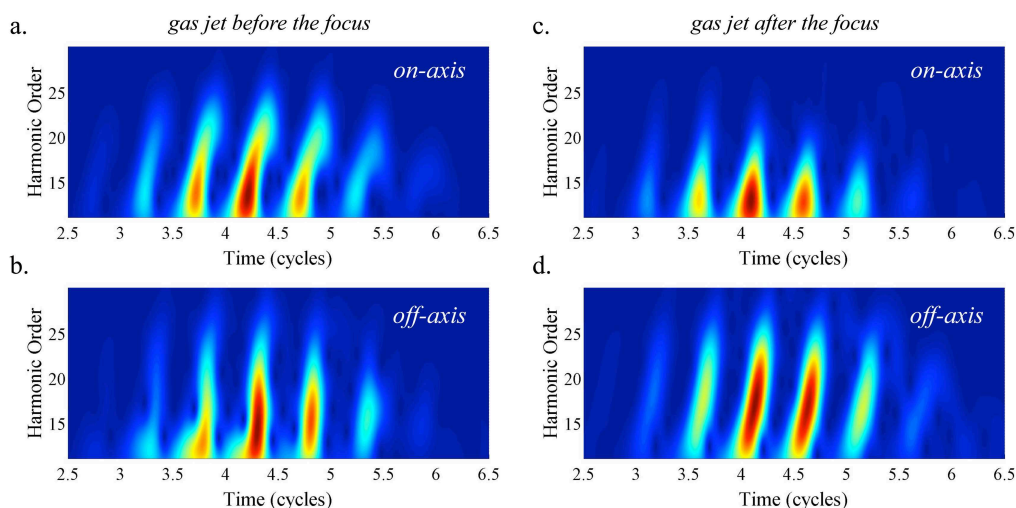 a.
gas jet before the focus
on-axis
Harmonic Order
25
20
15
2.5 3 3.5 4 4.5 5 5.5 6 6.5
Time (cycles)
b.
off-axis
Harmonic Order
25
20
15
2.5 3 3.5 4 4.5 5 5.5 6 6.5
Time (cycles)
c.
gas jet after the focus
on-axis
Harmonic Order
25
20
15
2.5 3 3.5 4 4.5 5 5.5 6 6.5
Time (cycles)
d.
off-axis
Harmonic Order
25
20
15
2.5 3 3.5 4 4.5 5 5.5 6 6.5
Time (cycles)